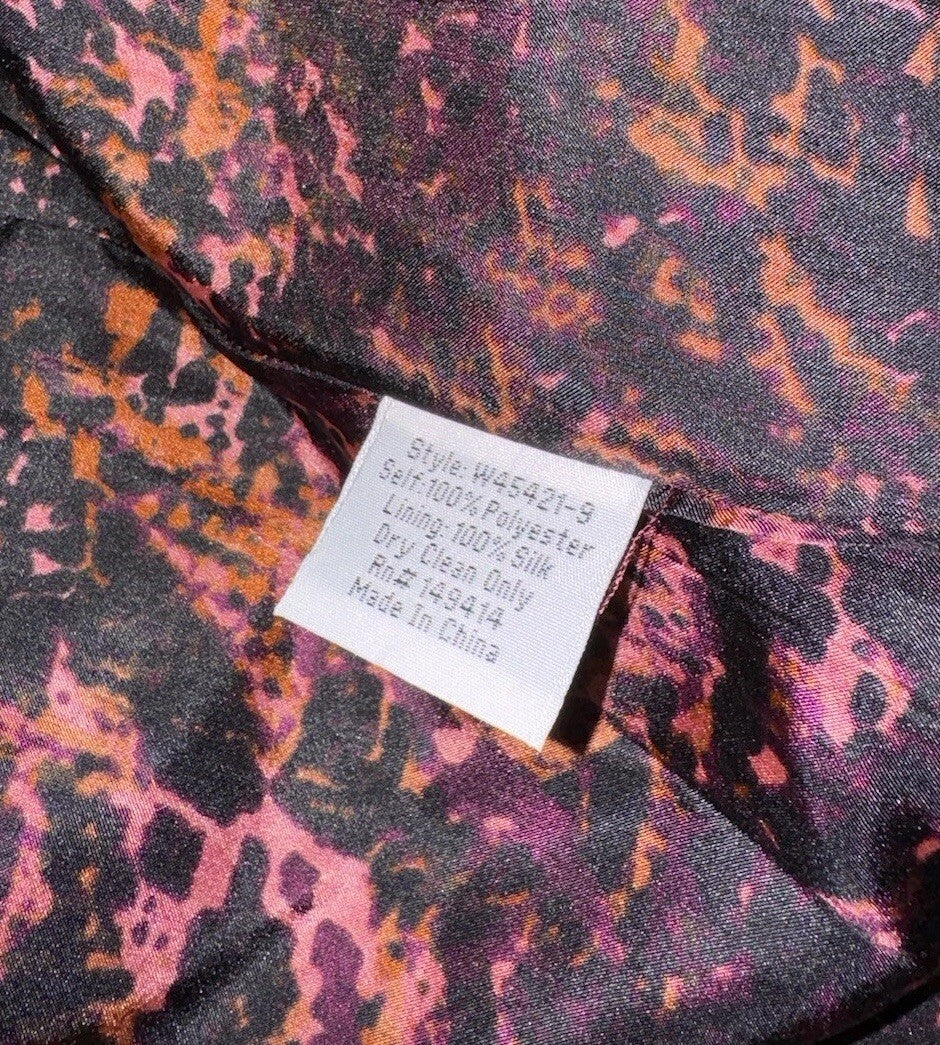 Style: W45421-9
Self:100% Polyester
Lining: 100% Silk
Dry Clean Only
Rn# 149414
Made In China